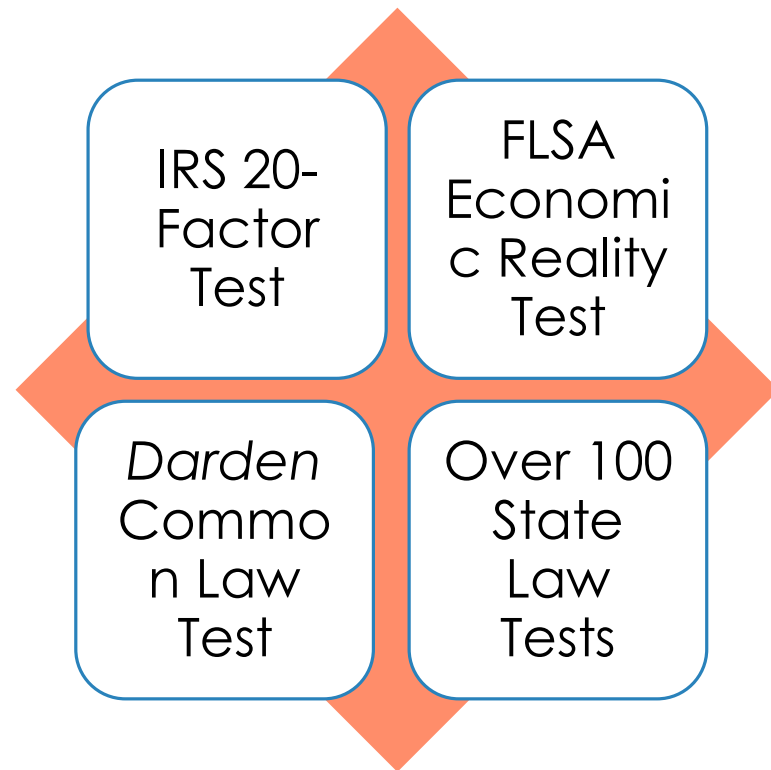 IRS 20-
Factor
Test
FLSA
Economi
c Reality
Test
Darden
Commo
n Law
Test
Over 100
State
Law
Tests